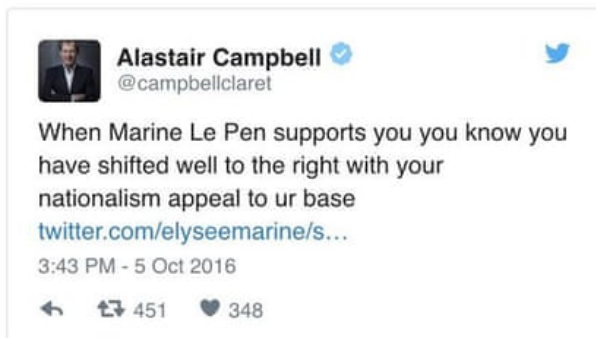 Alastair Campbell
@campbellclaret
When Marine Le Pen supports you you know you
have shifted well to the right with your
nationalism appeal to ur base
twitter.com/elyseemarine/s...
3:43 PM - 5 Oct 2016
451 348